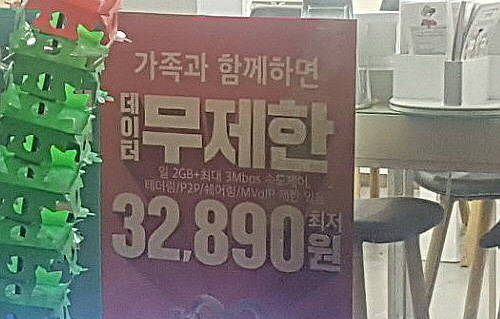 가족과 함께하면
데이터 무제한
일 2GB+최대 3Mbps 속도제어,
테더링/P2P/쉐어링/MVoIP 제한 있음
32,890 최저 원